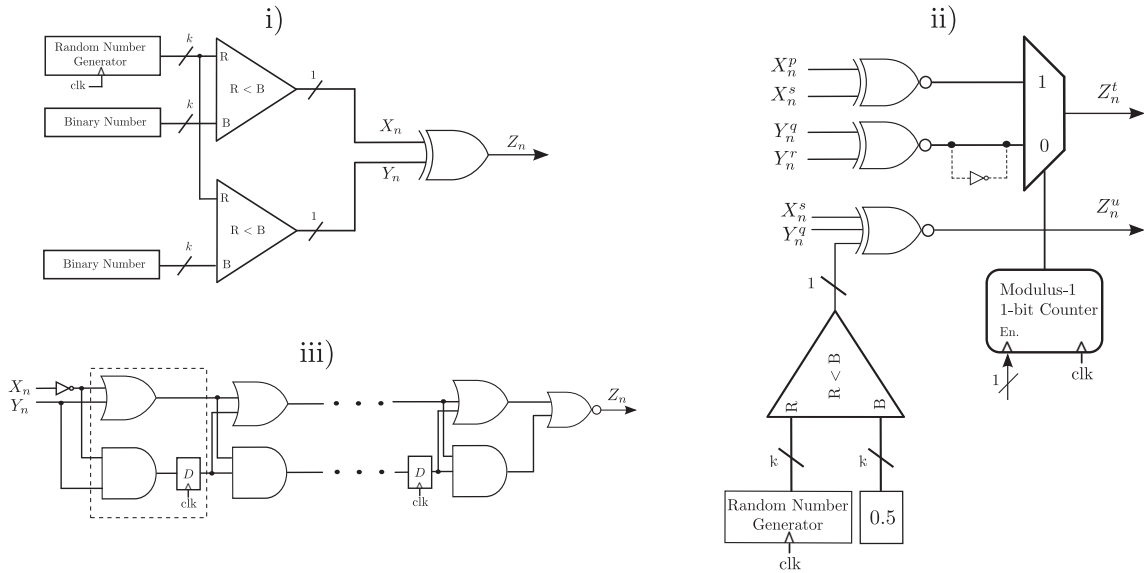 i)
Random Number
Generator
clk
k
R
R < B
1
Binary Number
k
B
X_n
Y_n
Z_n
R
R < B
1
Binary Number
k
B
ii)
X_n^p
X_n^s
1
Z_n^t
Y_n^q
Y_n^r
0
X_n^s
Y_n^q
Z_n^u
1
Modulus-1
1-bit Counter
En.
clk
1
R < B
R
B
k
k
Random Number
Generator
clk
0.5
iii)
X_n
Y_n
D
clk
D
clk
Z_n